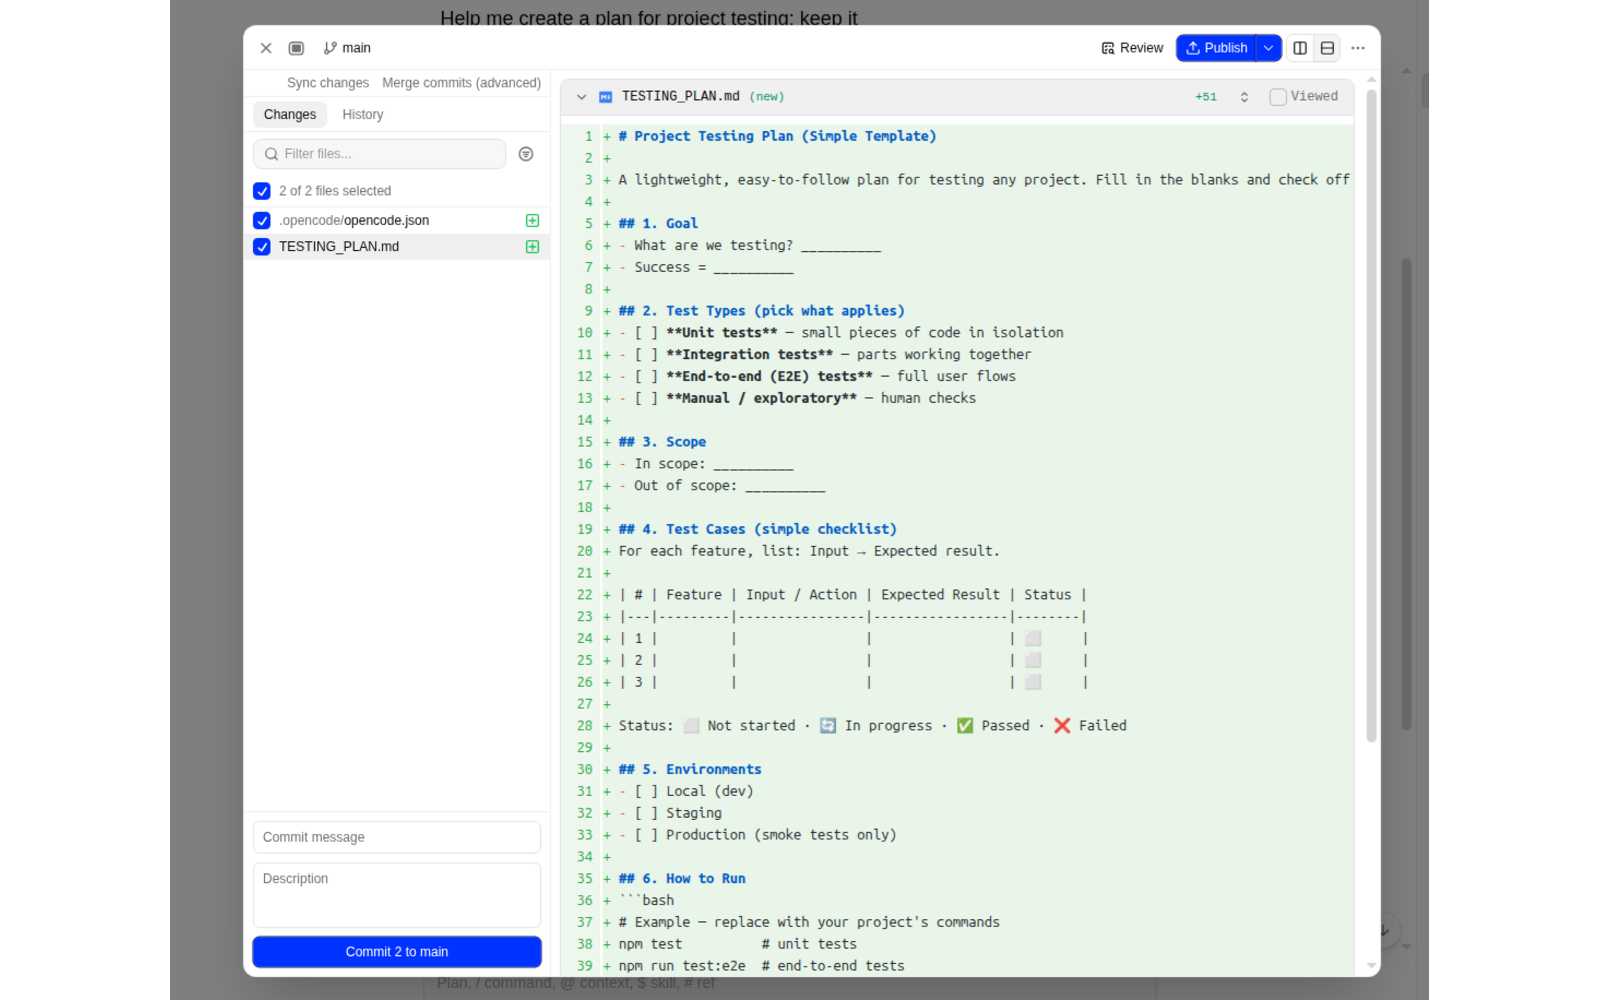 Help me create a plan for project testing; keep it
main
Review
Publish
Sync changes
Merge commits (advanced)
Changes
History
Filter files...
2 of 2 files selected
.opencode/opencode.json
TESTING_PLAN.md
Commit message
Description
Commit 2 to main
TESTING_PLAN.md (new)
+51
Viewed
1 + # Project Testing Plan (Simple Template)
2 +
3 + A lightweight, easy-to-follow plan for testing any project. Fill in the blanks and check off
4 +
5 + ## 1. Goal
6 + - What are we testing? __________
7 + - Success = __________
8 +
9 + ## 2. Test Types (pick what applies)
10 + - [ ] **Unit tests** — small pieces of code in isolation
11 + - [ ] **Integration tests** — parts working together
12 + - [ ] **End-to-end (E2E) tests** — full user flows
13 + - [ ] **Manual / exploratory** — human checks
14 +
15 + ## 3. Scope
16 + - In scope: __________
17 + - Out of scope: __________
18 +
19 + ## 4. Test Cases (simple checklist)
20 + For each feature, list: Input → Expected result.
21 +
22 + | # | Feature | Input / Action | Expected Result | Status |
23 + |---|---------|----------------|-----------------|--------|
24 + | 1 |         |                |                 | ⬜     |
25 + | 2 |         |                |                 | ⬜     |
26 + | 3 |         |                |                 | ⬜     |
27 +
28 + Status: ⬜ Not started · 🔄 In progress · ✅ Passed · ❌ Failed
29 +
30 + ## 5. Environments
31 + - [ ] Local (dev)
32 + - [ ] Staging
33 + - [ ] Production (smoke tests only)
34 +
35 + ## 6. How to Run
36 + ```bash
37 + # Example — replace with your project's commands
38 + npm test          # unit tests
39 + npm run test:e2e  # end-to-end tests
Plan, / command, @ context, $ skill, # ref